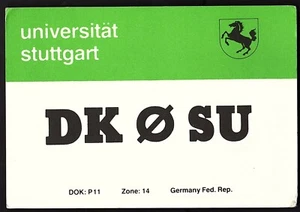 universität
stuttgart
DK Ø SU
DOK: P11 Zone: 14 Germany Fed. Rep.